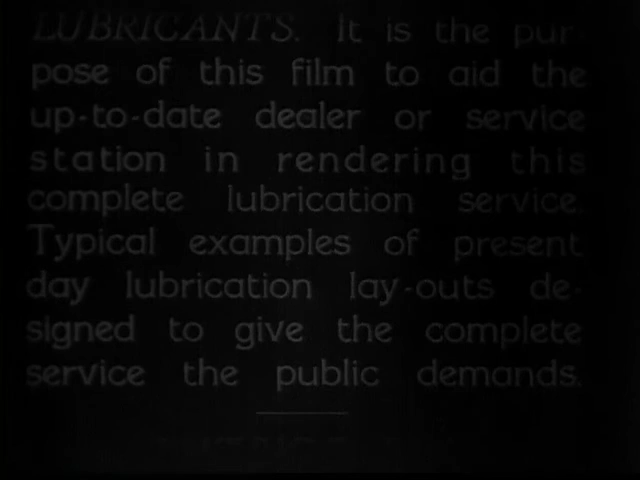 LUBRICANTS. It is the pur-
pose of this film to aid the
up-to-date dealer or service
station in rendering this
complete lubrication service.
Typical examples of present
day lubrication lay-outs de-
signed to give the complete
service the public demands.